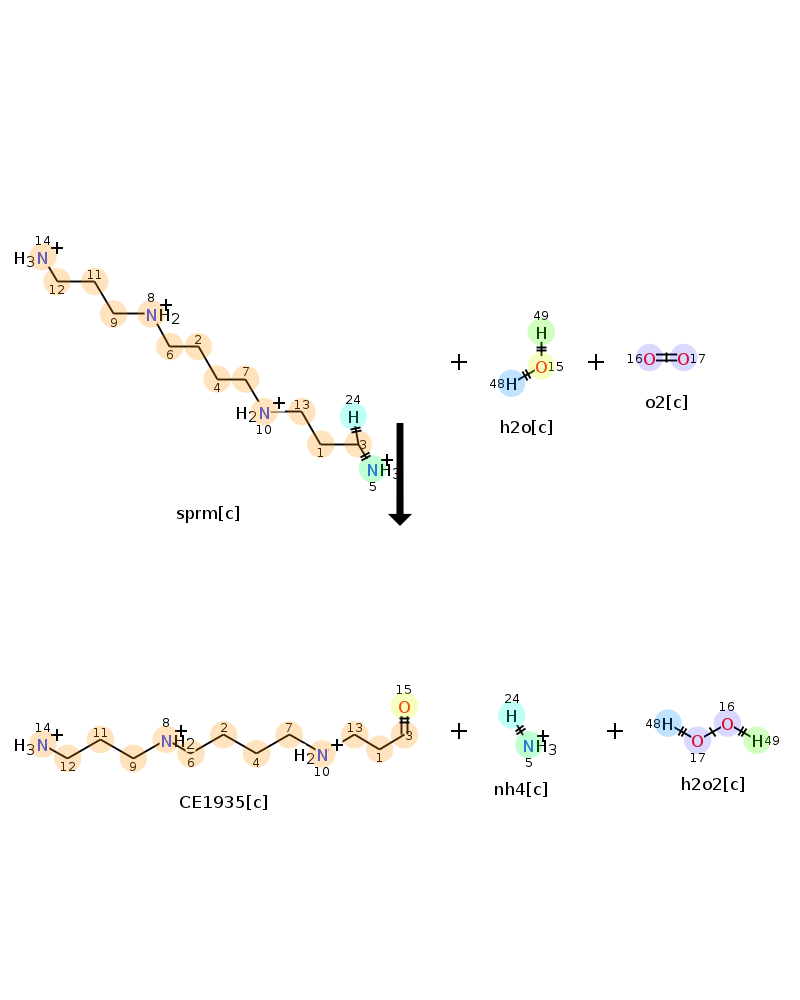 14
H3N+
12
11
9
8
NH2+
6
2
4
7
H2N+
10
13
1
24
H
3
NH3+
5
sprm[c]
+
49
H
O15
48H
h2o[c]
+
16O
O17
o2[c]
14
H3N+
12
11
9
8
NH2+
6
2
4
7
H2N+
10
13
1
15
O
3
CE1935[c]
+
24
H
NH3+
5
nh4[c]
+
48H
O
17
16
O
H49
h2o2[c]